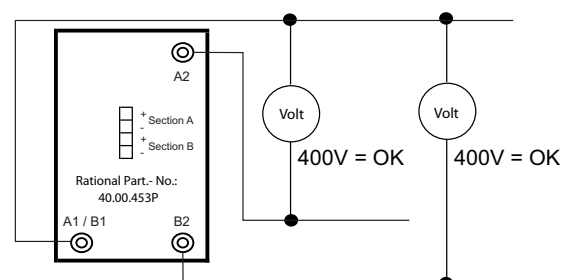 A2
+ Section A
-
+ Section B
-
Rational Part.- No.:
40.00.453P
A1 / B1
B2
Volt
400V = OK
Volt
400V = OK